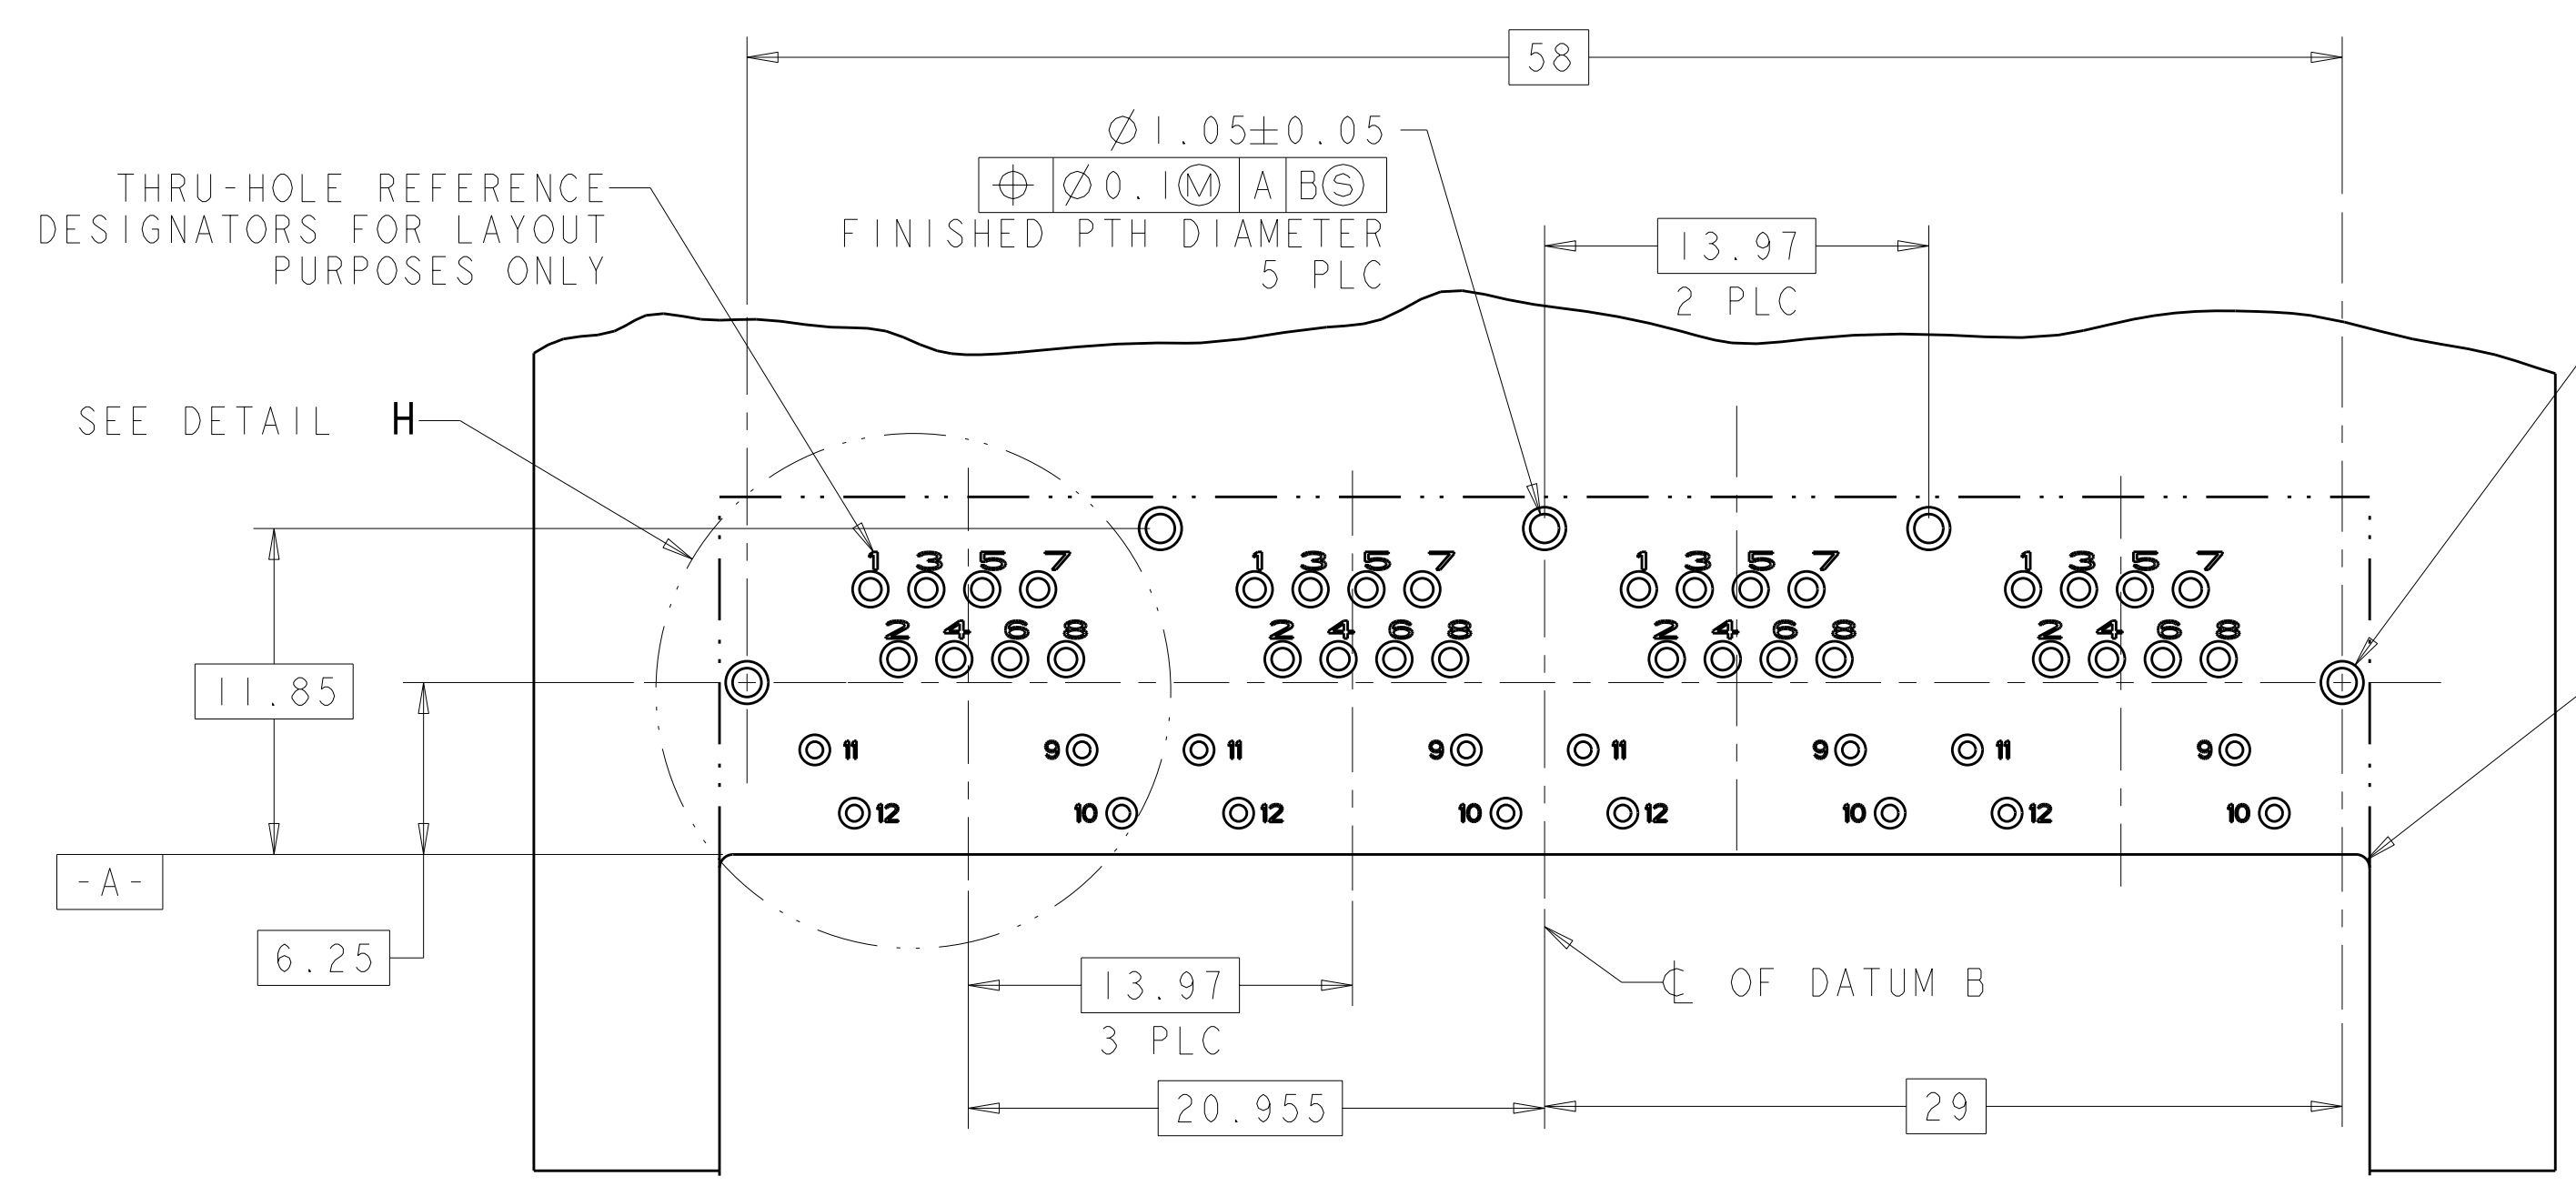 58
⌀1.05±0.05
⌖ ⌀0.1Ⓜ A BⓈ
FINISHED PTH DIAMETER
5 PLC
THRU-HOLE REFERENCE
DESIGNATORS FOR LAYOUT
PURPOSES ONLY
13.97
2 PLC
SEE DETAIL H
1 3 5 7 1 3 5 7 1 3 5 7 1 3 5 7
2 4 6 8 2 4 6 8 2 4 6 8 2 4 6 8
11.85
11 9 11 9 11 9 11 9
12 10 12 10 12 10 12 10
-A-
6.25
13.97
3 PLC
℄ OF DATUM B
20.955
29